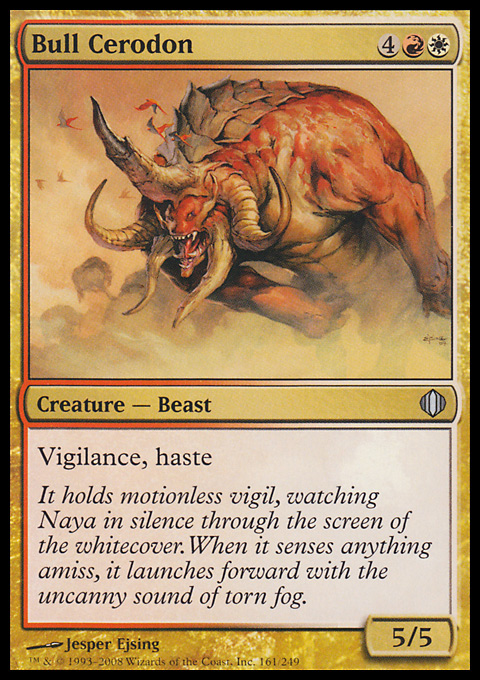 Bull Cerodon 4
Creature — Beast
Vigilance, haste
It holds motionless vigil, watching
Naya in silence through the screen of
the whitecover. When it senses anything
amiss, it launches forward with the
uncanny sound of torn fog.
5/5
Jesper Ejsing
™ & © 1993–2008 Wizards of the Coast, Inc. 161/249